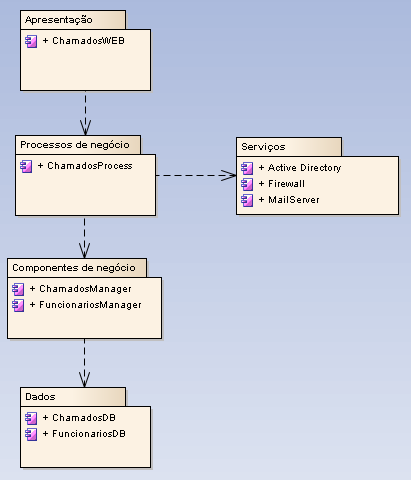 Apresentação
+ ChamadosWEB
Processos de negócio
+ ChamadosProcess
Serviços
+ Active Directory
+ Firewall
+ MailServer
Componentes de negócio
+ ChamadosManager
+ FuncionariosManager
Dados
+ ChamadosDB
+ FuncionariosDB